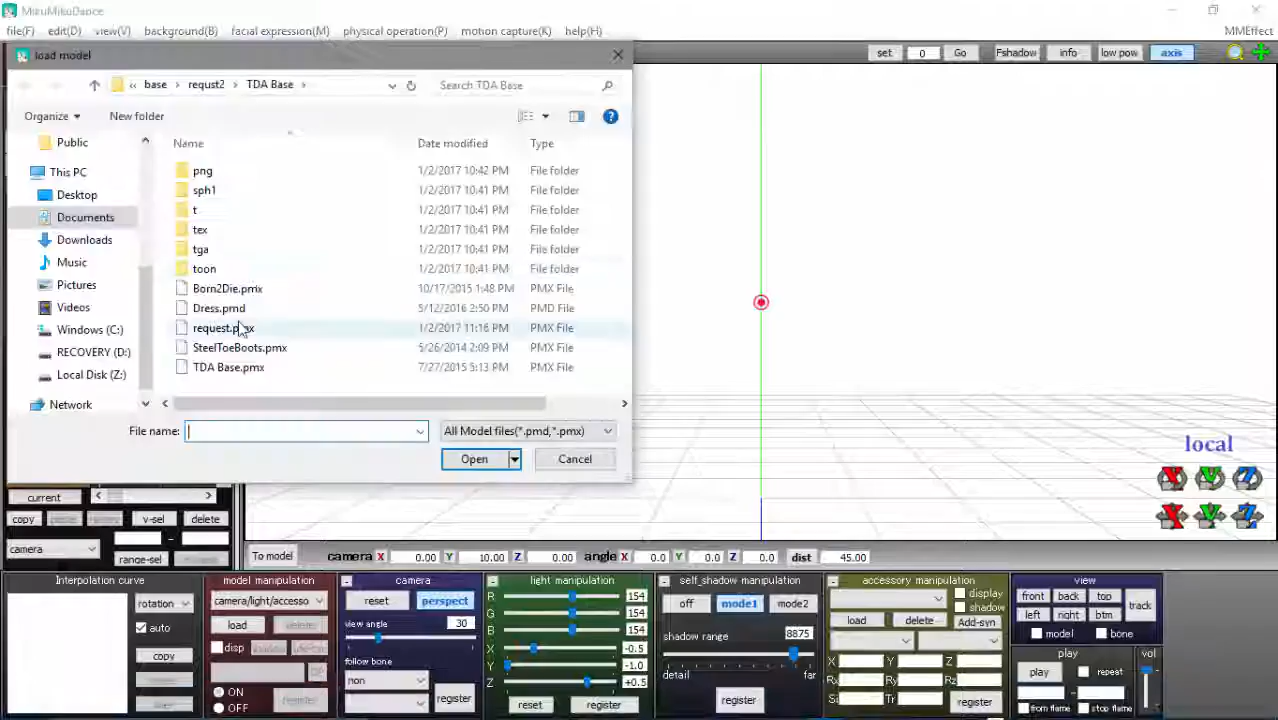 MikuMikuDance
file(F) edit(D) view(V) background(B) facial expression(M) physical operation(P) motion capture(K) help(H) MMEffect
load model
set 0 Go Fshadow info low pow axis
base requst2 TDA Base
Search TDA Base
Organize New folder
Name Date modified Type
Public
This PC
Desktop
Documents
Downloads
Music
Pictures
Videos
Windows (C:)
RECOVERY (D:)
Local Disk (Z:)
Network
png 1/2/2017 10:42 PM File folder
sph1 1/2/2017 10:41 PM File folder
t 1/2/2017 10:41 PM File folder
tex 1/2/2017 10:41 PM File folder
tga 1/2/2017 10:41 PM File folder
toon 1/2/2017 10:41 PM File folder
Born2Die.pmx 10/17/2015 1:48 PM PMX File
Dress.pmd 5/12/2016 2:50 PM PMD File
request.pmx 1/2/2017 11:16 PM PMX File
SteelToeBoots.pmx 5/26/2014 2:09 PM PMX File
TDA Base.pmx 7/27/2015 5:13 PM PMX File
File name: All Model files(*.pmd,*.pmx)
Open Cancel
local
X Y Z
X Y Z
current
copy v-sel delete
camera
range-sel
To model camera X 0.00 Y 10.00 Z 0.00 angle X 0.0 Y 0.0 Z 0.0 dist 45.00
Interpolation curve
rotation
auto
copy
model manipulation
camera/light/accesso
load delete
disp
ON
OFF
register
camera
reset perspect
view angle 30
follow bone
non
register
light manipulation
R 154
G 154
B 154
X -0.5
Y -1.0
Z +0.5
reset register
self_shadow manipulation
off mode1 mode2
shadow range 8875
detail far
register
accessory manipulation
display
shadow
load delete Add-syn
X Y Z
Rx Ry Rz
Si Tr register
view
front back top
left right btm
track
model bone
play
play repeat
from flame stop flame
vol